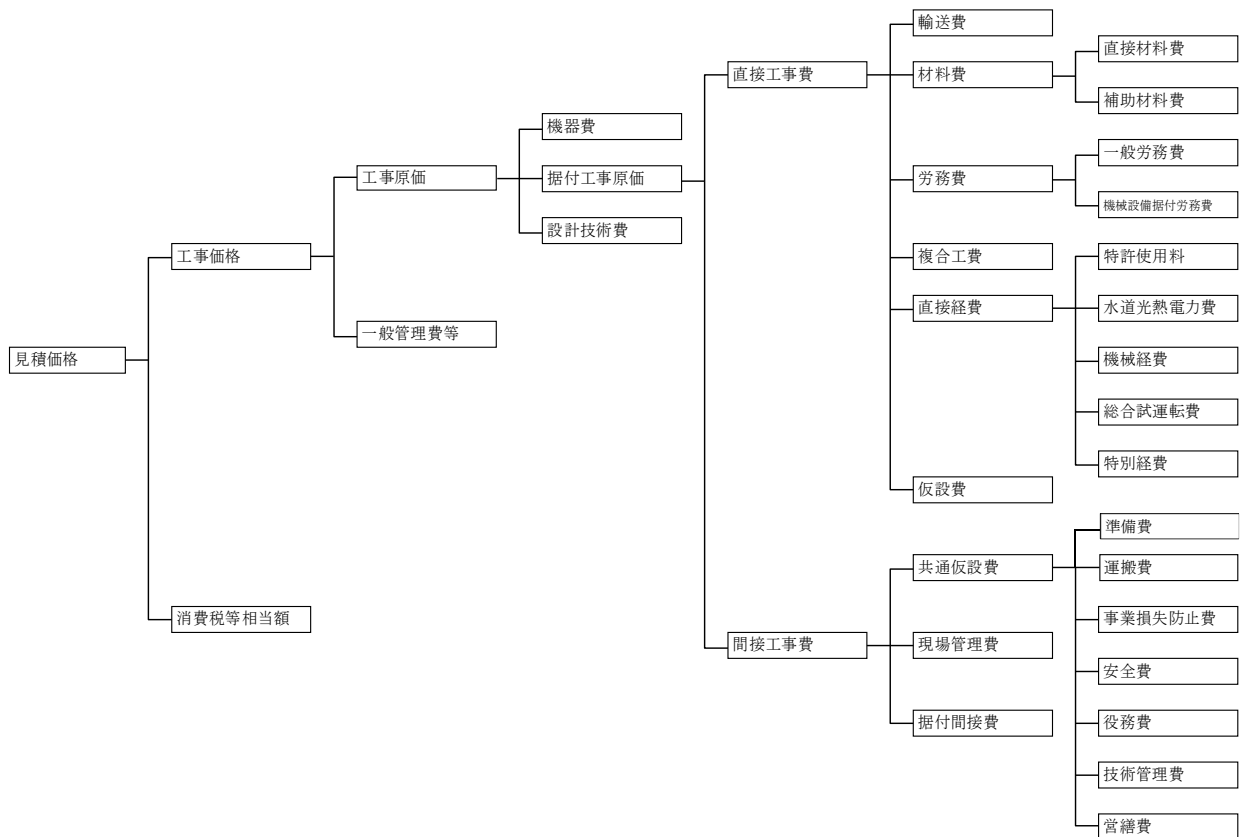 輸送費
直接材料費
直接工事費
材料費
補助材料費
機器費
一般労務費
工事原価
据付工事原価
労務費
機械設備据付労務費
設計技術費
工事価格
複合工費
特許使用料
直接経費
水道光熱電力費
一般管理費等
見積価格
機械経費
総合試運転費
特別経費
仮設費
準備費
共通仮設費
運搬費
消費税等相当額
事業損失防止費
間接工事費
現場管理費
安全費
据付間接費
役務費
技術管理費
営繕費